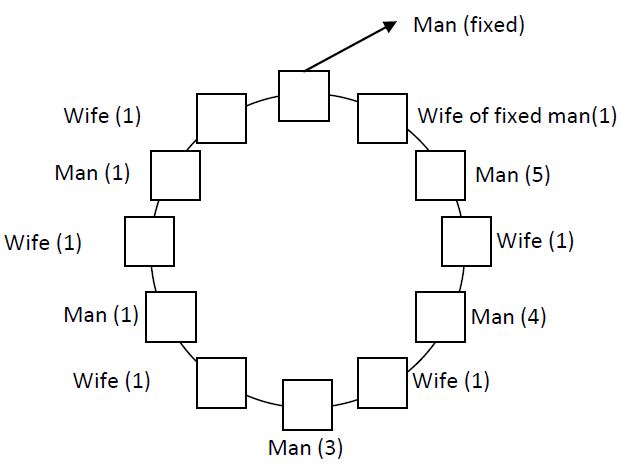 Man (fixed)
Wife (1)
Wife of fixed man(1)
Man (1)
Man (5)
Wife (1)
Wife (1)
Man (1)
Man (4)
Wife (1)
Wife (1)
Man (3)